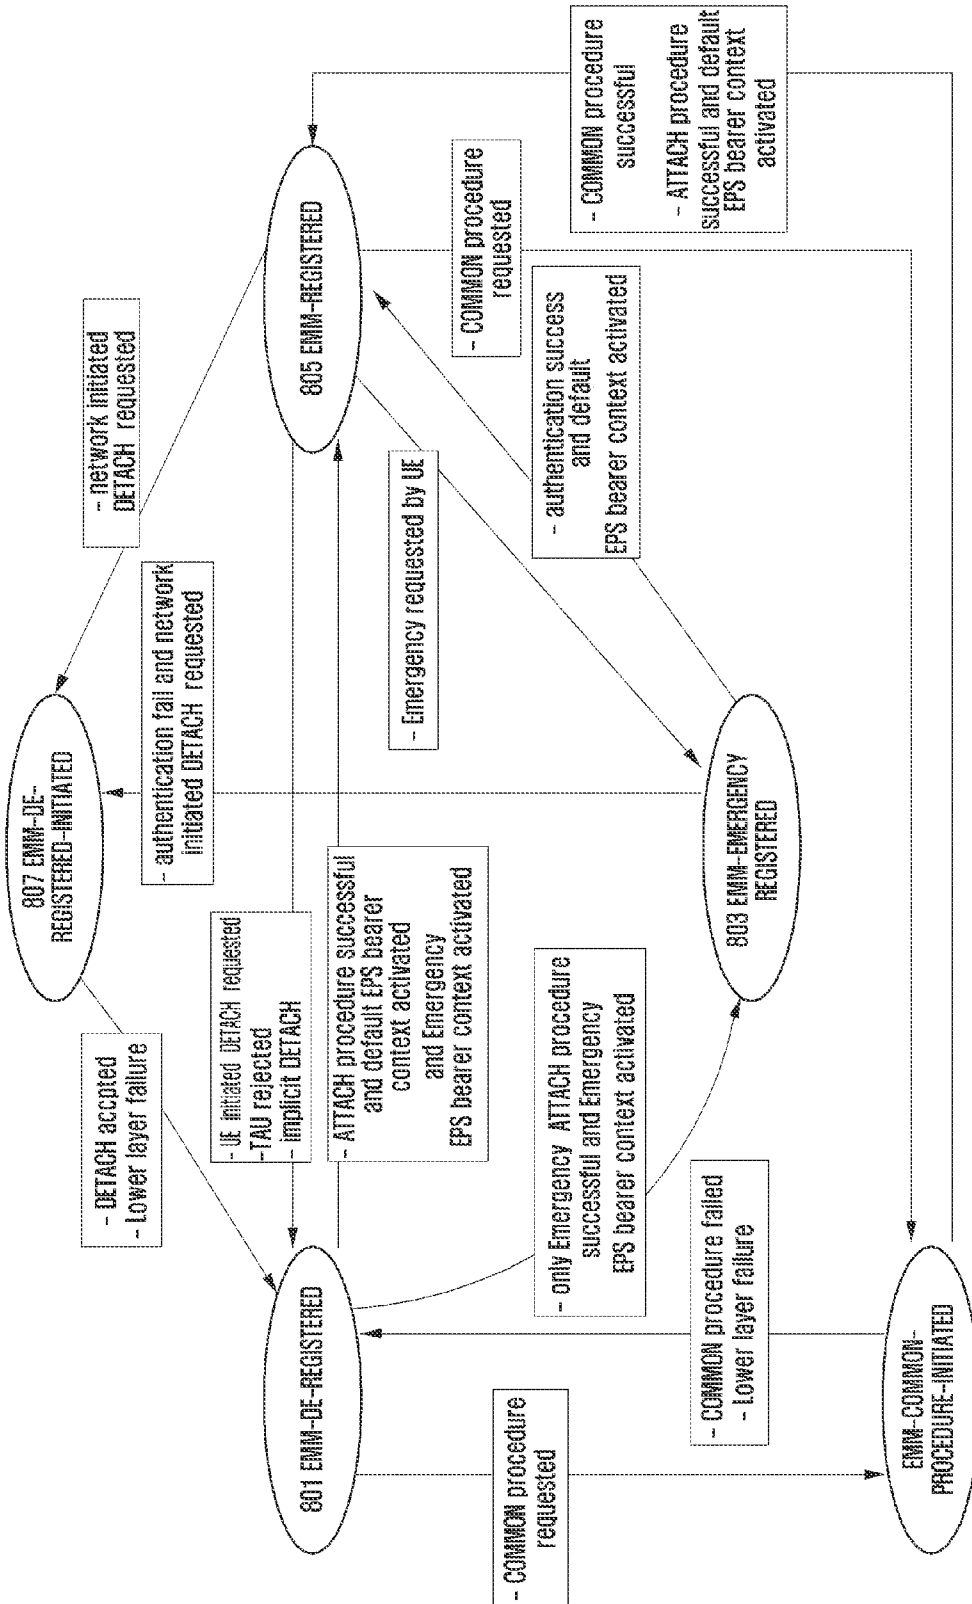 807 EMM-DE-
REGISTERED-INITIATED
- DETACH accpted
- Lower layer failure
- network initiated
DETACH requested
- authentication fail and network
initiated DETACH requested
- UE initiated DETACH requested
-TAU rejected
- implicit DETACH
801 EMM-DE-REGISTERED
805 EMM-REGISTERED
- ATTACH procedure successful
and default EPS bearer
context activated
and Emergency
EPS bearer context activated
- Emergency requested by UE
- COMMON procedure
requested
- COMMON procedure
successful
- ATTACH procedure
successful and default
EPS bearer context
activated
- authentication success
and default
EPS bearer context activated
- only Emergency ATTACH procedure
successful and Emergency
EPS bearer context activated
803 EMM-EMERGENCY
REGISTERED
- COMMON procedure
requested
- COMMON procedure failed
- Lower layer failure
EMM-COMMON-
PROCEDURE-INITIATED